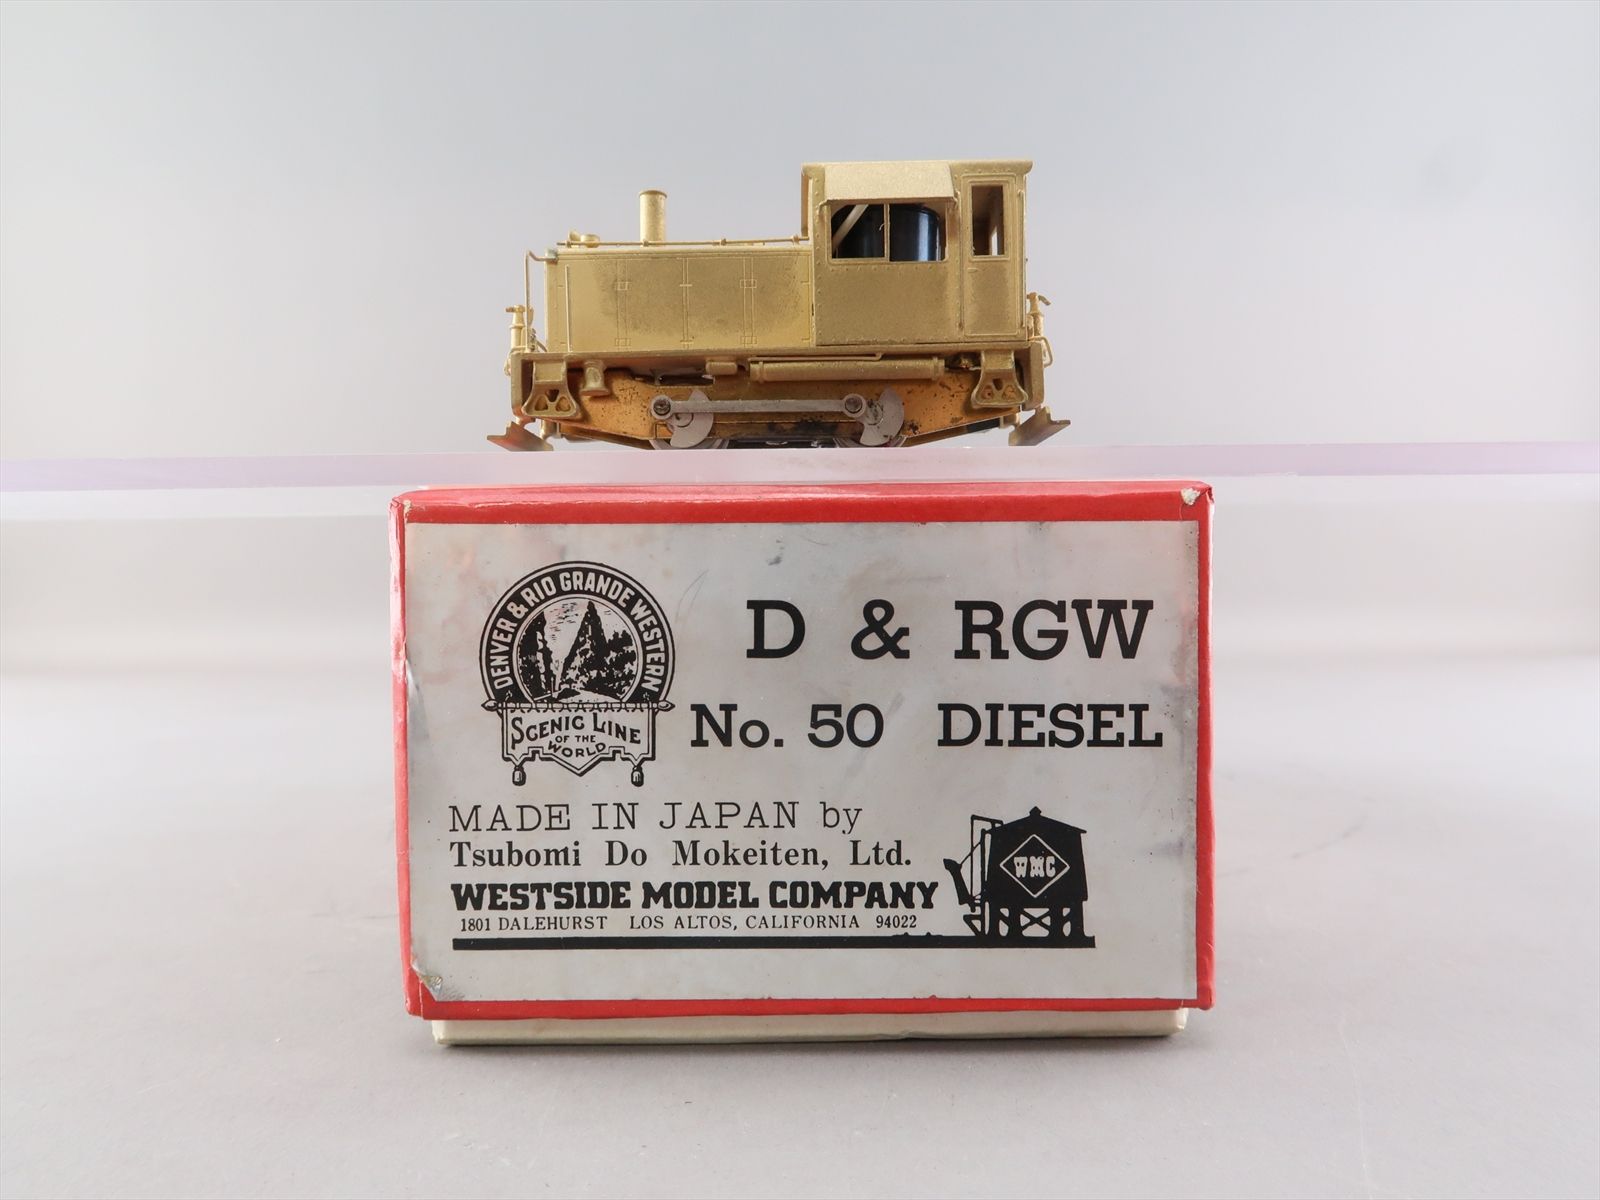 DENVER & RIO GRANDE WESTERN
SCENIC LINE
OF THE
WORLD
D & RGW
No. 50 DIESEL
MADE IN JAPAN by
Tsubomi Do Mokeiten, Ltd.
WESTSIDE MODEL COMPANY
1801 DALEHURST LOS ALTOS, CALIFORNIA 94022
WMC